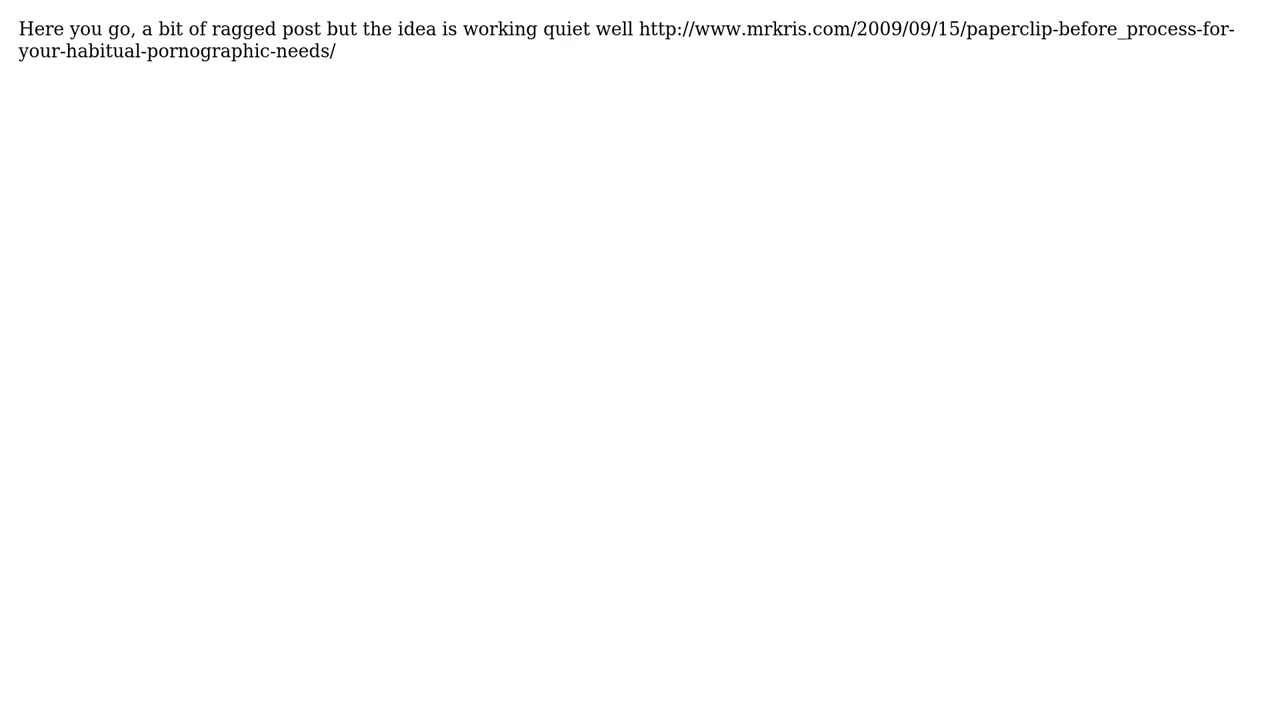 Here you go, a bit of ragged post but the idea is working quiet well http://www.mrkris.com/2009/09/15/paperclip-before_process-for-
your-habitual-pornographic-needs/